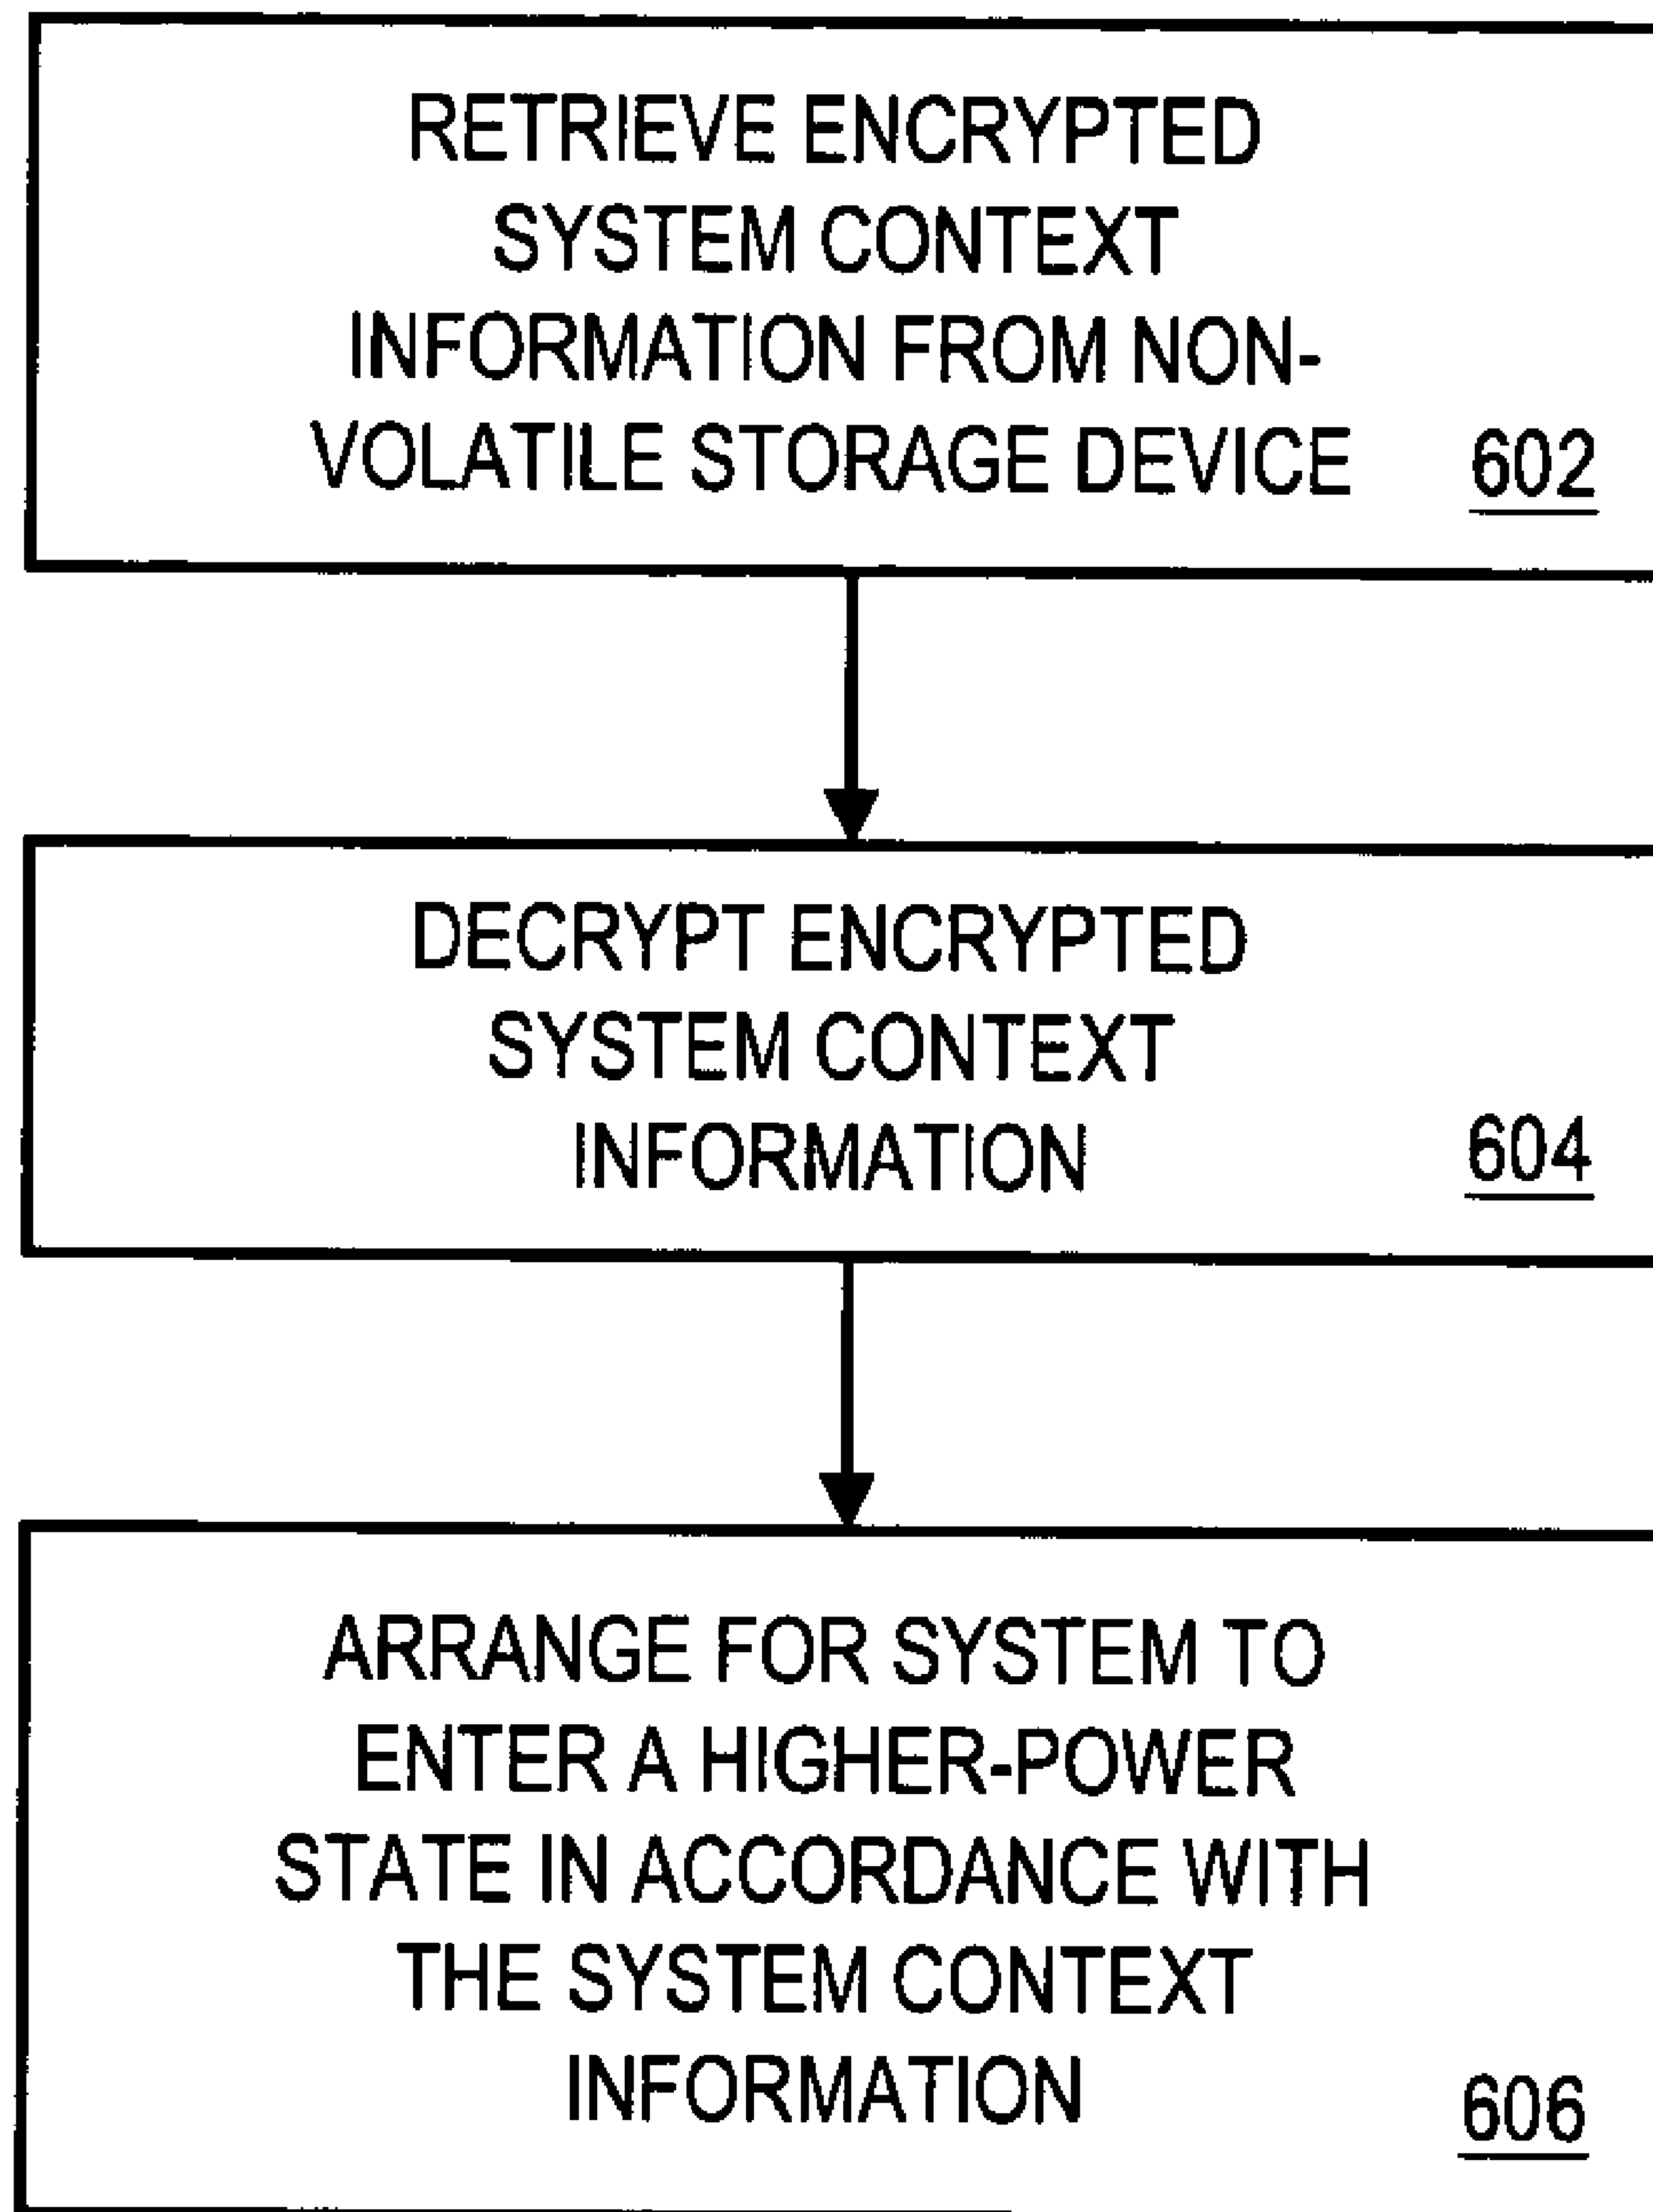 RETRIEVE ENCRYPTED
SYSTEM CONTEXT
INFORMATION FROM NON-
VOLATILE STORAGE DEVICE 602
DECRYPT ENCRYPTED
SYSTEM CONTEXT
INFORMATION 604
ARRANGE FOR SYSTEM TO
ENTER A HIGHER-POWER
STATE IN ACCORDANCE WITH
THE SYSTEM CONTEXT
INFORMATION 606